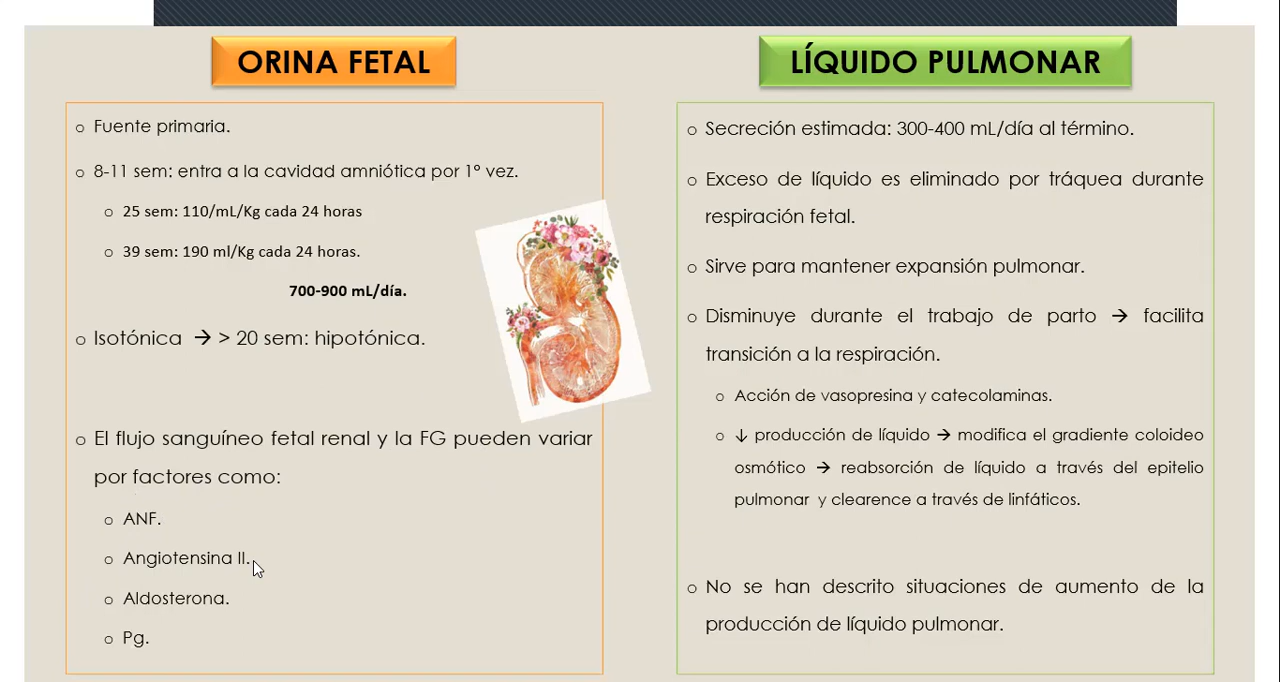 ORINA FETAL
○ Fuente primaria.
○ 8-11 sem: entra a la cavidad amniótica por 1° vez.
○ 25 sem: 110/mL/Kg cada 24 horas
○ 39 sem: 190 ml/Kg cada 24 horas.
700-900 mL/día.
○ Isotónica → > 20 sem: hipotónica.
○ El flujo sanguíneo fetal renal y la FG pueden variar
por factores como:
○ ANF.
○ Angiotensina II.
○ Aldosterona.
○ Pg.
LÍQUIDO PULMONAR
○ Secreción estimada: 300-400 mL/día al término.
○ Exceso de líquido es eliminado por tráquea durante
respiración fetal.
○ Sirve para mantener expansión pulmonar.
○ Disminuye durante el trabajo de parto → facilita
transición a la respiración.
○ Acción de vasopresina y catecolaminas.
○ ↓ producción de líquido → modifica el gradiente coloideo
osmótico → reabsorción de líquido a través del epitelio
pulmonar y clearence a través de linfáticos.
○ No se han descrito situaciones de aumento de la
producción de líquido pulmonar.